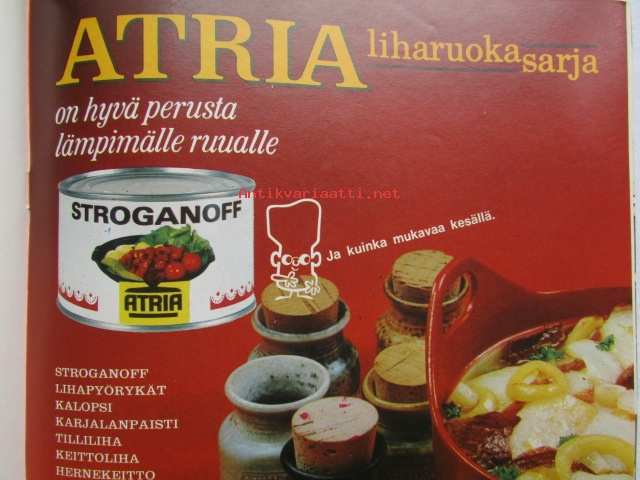 ATRIA liharuokasarja
on hyvä perusta
lämpimälle ruualle
Antikvariaatti.net
STROGANOFF
ATRIA
Ja kuinka mukavaa kesällä.
STROGANOFF
LIHAPYÖRYKÄT
KALOPSI
KARJALANPAISTI
TILLILIHA
KEITTOLIHA
HERNEKEITTO